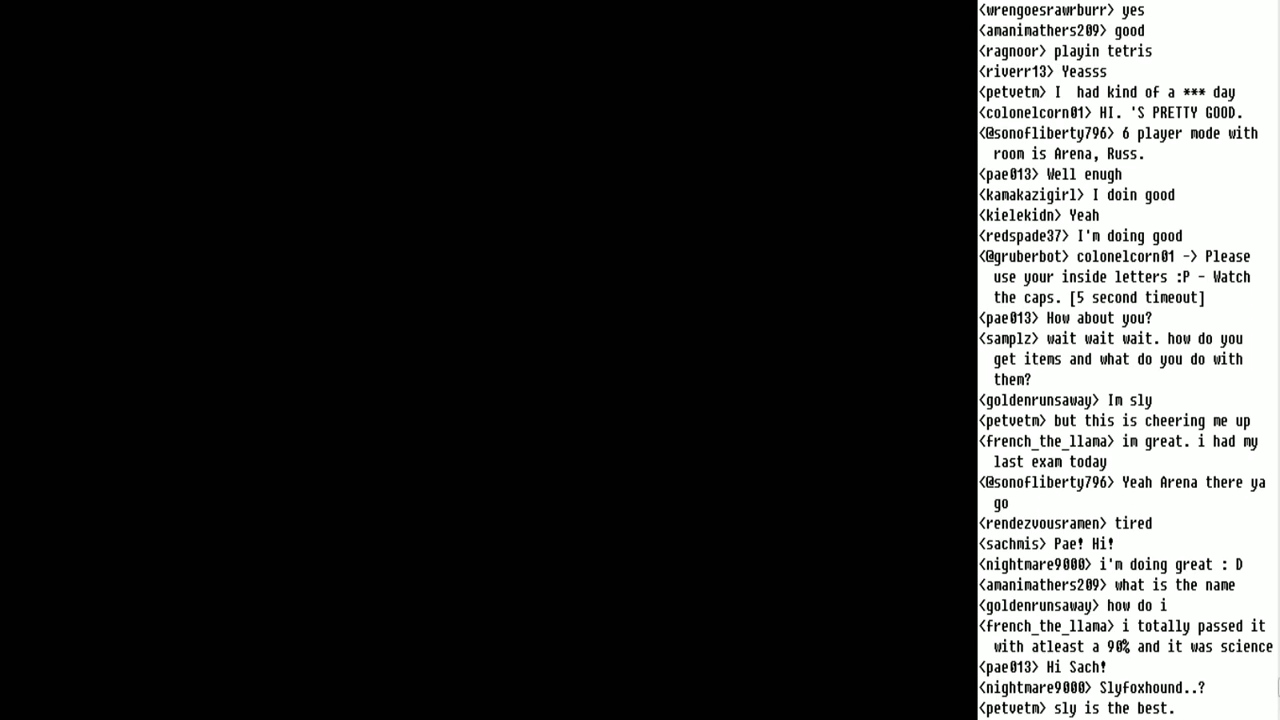 <wrengoesrawrburr> yes
<amanimathers209> good
<ragnoor> playin tetris
<riverr13> Yeasss
<petvetm> I  had kind of a *** day
<colonelcorn01> HI. 'S PRETTY GOOD.
<@sonofliberty796> 6 player mode with
room is Arena, Russ.
<pae013> Well enugh
<kamakazigirl> I doin good
<kielekidn> Yeah
<redspade37> I'm doing good
<@gruberbot> colonelcorn01 -> Please
use your inside letters :P - Watch
the caps. [5 second timeout]
<pae013> How about you?
<samplz> wait wait wait. how do you
get items and what do you do with
them?
<goldenrunsaway> Im sly
<petvetm> but this is cheering me up
<french_the_llama> im great. i had my
last exam today
<@sonofliberty796> Yeah Arena there ya
go
<rendezvousramen> tired
<sachmis> Pae! Hi!
<nightmare9000> i'm doing great : D
<amanimathers209> what is the name
<goldenrunsaway> how do i
<french_the_llama> i totally passed it
with atleast a 90% and it was science
<pae013> Hi Sach!
<nightmare9000> Slyfoxhound..?
<petvetm> sly is the best.